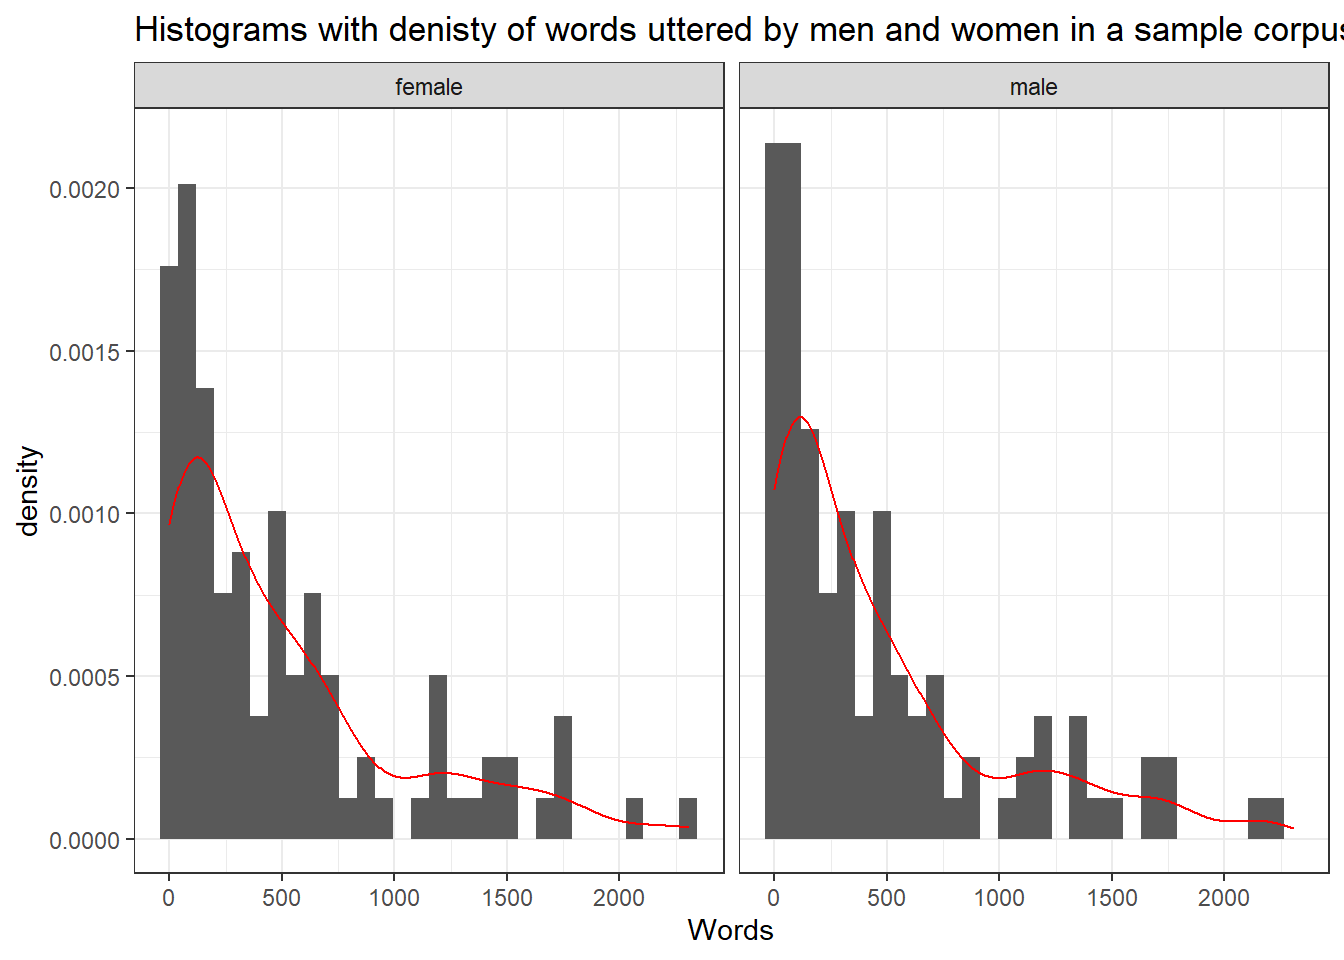 Histograms with denisty of words uttered by men and women in a sample corpus
female
male
0.0020
0.0015
0.0010
0.0005
0.0000
density
0 500 1000 1500 2000
0 500 1000 1500 2000
Words